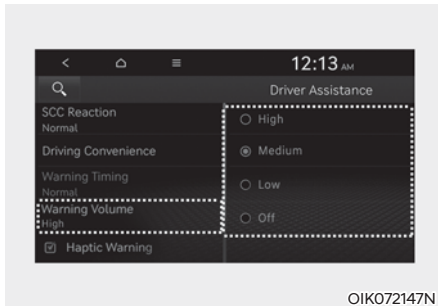 12:13 AM
Driver Assistance
SCC Reaction
Normal
Driving Convenience
Warning Timing
Normal
Warning Volume
High
Haptic Warning
High
Medium
Low
Off
OIK072147N